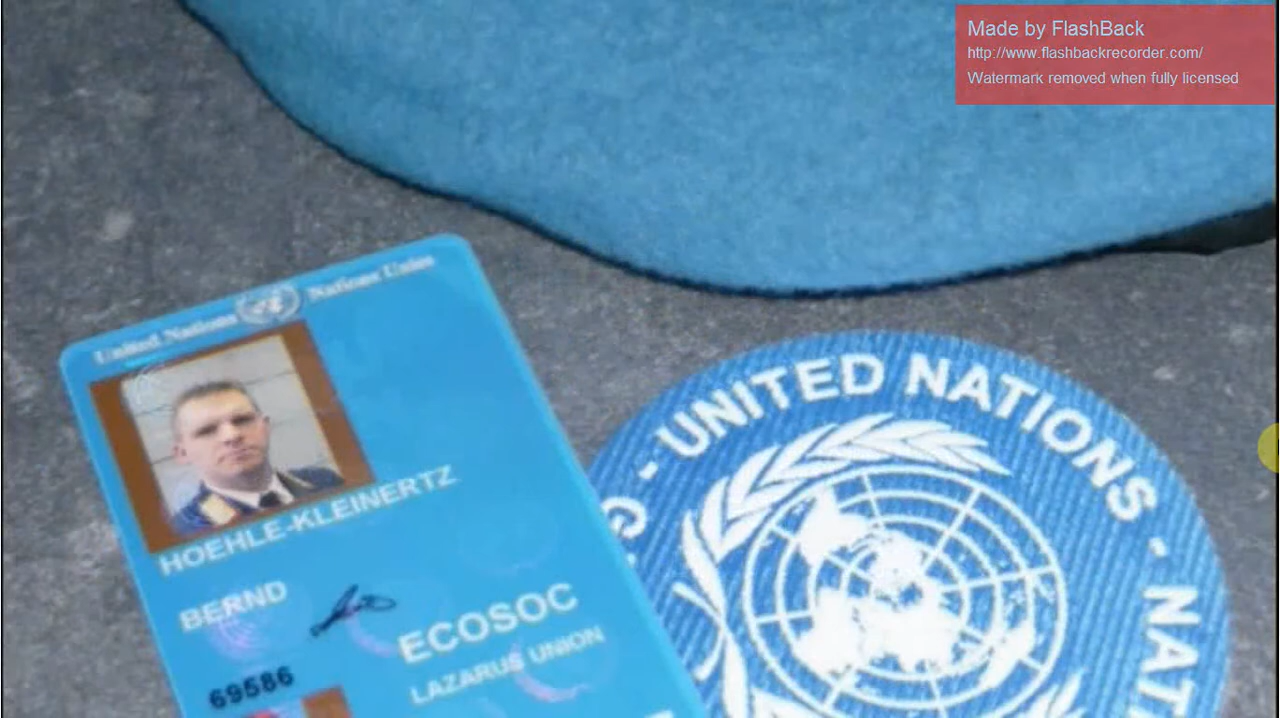 Made by FlashBack
http://www.flashbackrecorder.com/
Watermark removed when fully licensed
United Nations Nations Unies
HOEHLE-KLEINERTZ
BERND
ECOSOC
LAZARUS UNION
69586
G - UNITED NATIONS - NAT